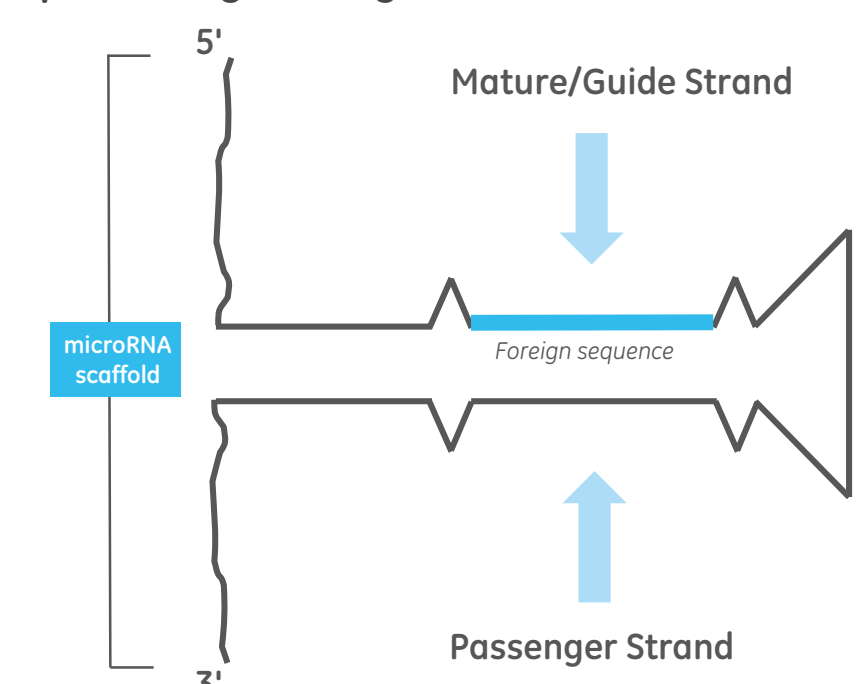 5'
Mature/Guide Strand
microRNA
scaffold
Foreign sequence
Passenger Strand
3'